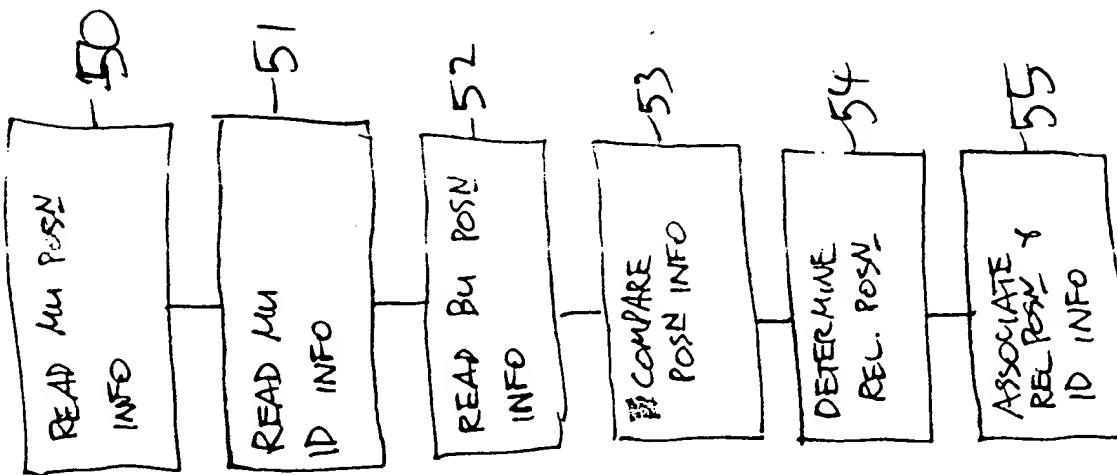 READ MU POSN
INFO
50
READ MU
ID INFO
51
READ BU POSN
INFO
52
COMPARE
POSN INFO
53
DETERMINE
REL. POSN
54
ASSOCIATE
REL POSN &
ID INFO
55